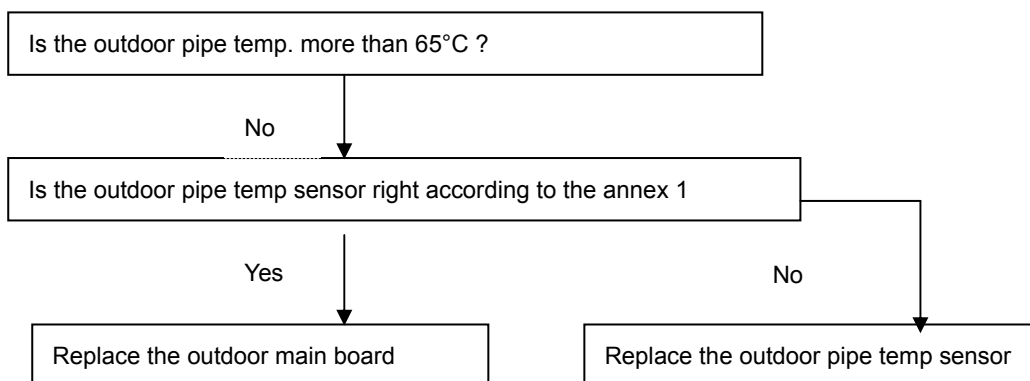 Is the outdoor pipe temp. more than 65°C ?
No
Is the outdoor pipe temp sensor right according to the annex 1
Yes
No
Replace the outdoor main board
Replace the outdoor pipe temp sensor